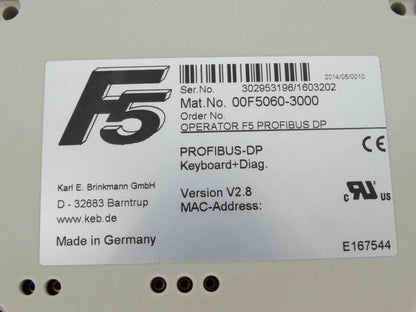 F5
2014/05/0010
Ser.No. 302953196/1603202
Mat.No. 00F5060-3000
Order No.
OPERATOR F5 PROFIBUS DP
PROFIBUS-DP
Keyboard+Diag.
CE
Karl E. Brinkmann GmbH
D - 32683 Barntrup
www.keb.de
Version V2.8
MAC-Address:
c RU US
Made in Germany
E167544